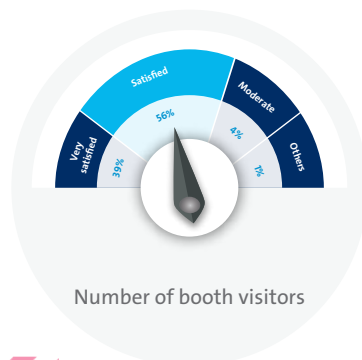 Very
satisfied
39%
Satisfied
56%
Moderate
4%
Others
1%
Number of booth visitors